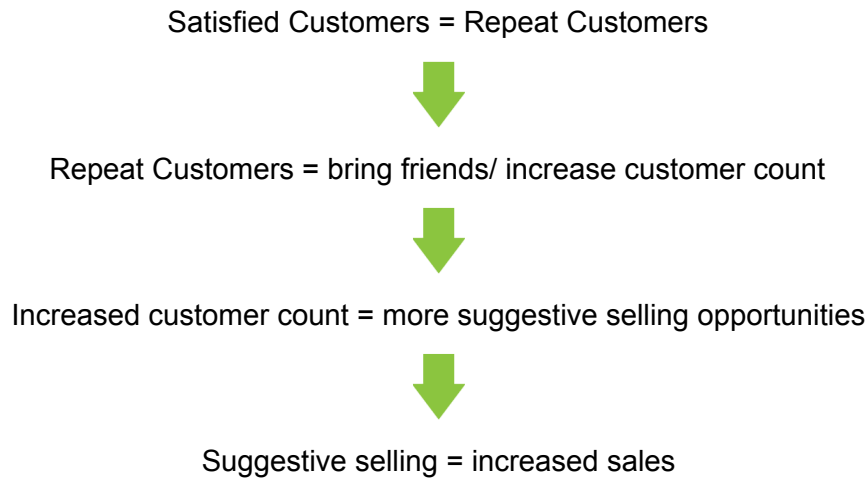 Satisfied Customers = Repeat Customers
Repeat Customers = bring friends/ increase customer count
Increased customer count = more suggestive selling opportunities
Suggestive selling = increased sales